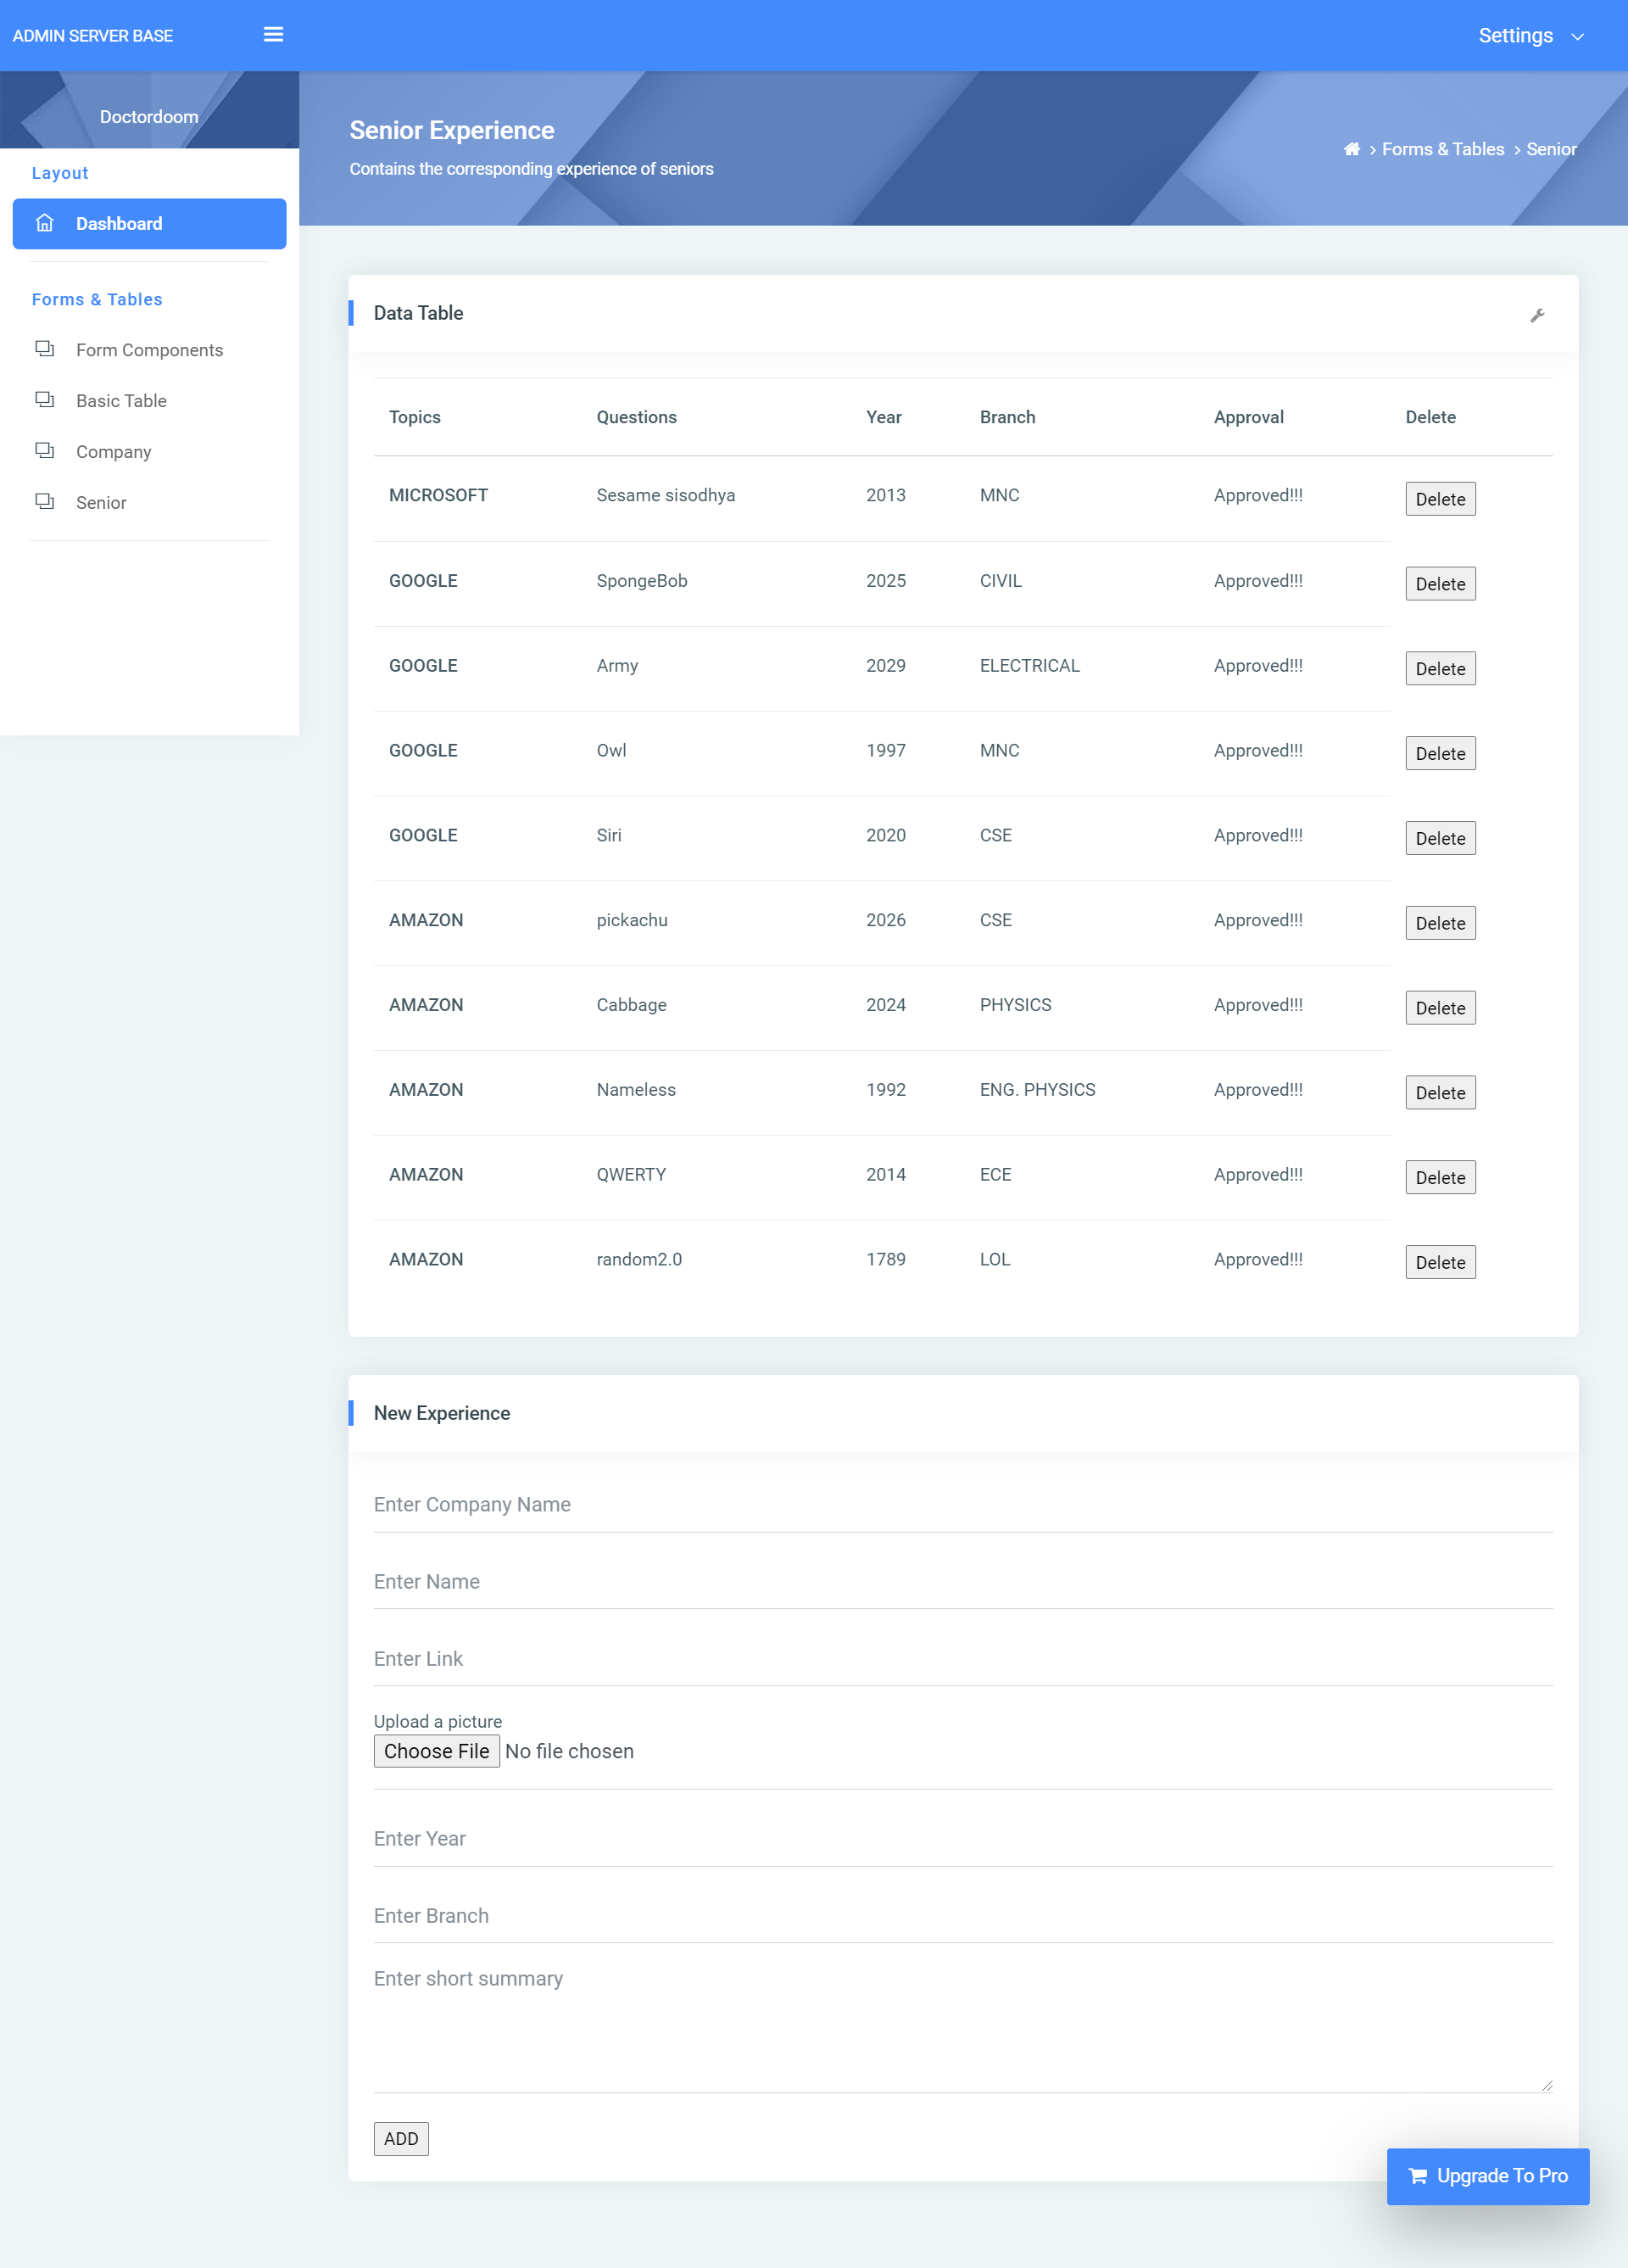 ADMIN SERVER BASE
Settings
Doctordoom
Senior Experience
Contains the corresponding experience of seniors
> Forms & Tables > Senior
Layout
Dashboard
Forms & Tables
Form Components
Basic Table
Company
Senior
Data Table
Topics Questions Year Branch Approval Delete
MICROSOFT Sesame sisodhya 2013 MNC Approved!!! Delete
GOOGLE SpongeBob 2025 CIVIL Approved!!! Delete
GOOGLE Army 2029 ELECTRICAL Approved!!! Delete
GOOGLE Owl 1997 MNC Approved!!! Delete
GOOGLE Siri 2020 CSE Approved!!! Delete
AMAZON pickachu 2026 CSE Approved!!! Delete
AMAZON Cabbage 2024 PHYSICS Approved!!! Delete
AMAZON Nameless 1992 ENG. PHYSICS Approved!!! Delete
AMAZON QWERTY 2014 ECE Approved!!! Delete
AMAZON random2.0 1789 LOL Approved!!! Delete
New Experience
Enter Company Name
Enter Name
Enter Link
Upload a picture
Choose File No file chosen
Enter Year
Enter Branch
Enter short summary
ADD
Upgrade To Pro